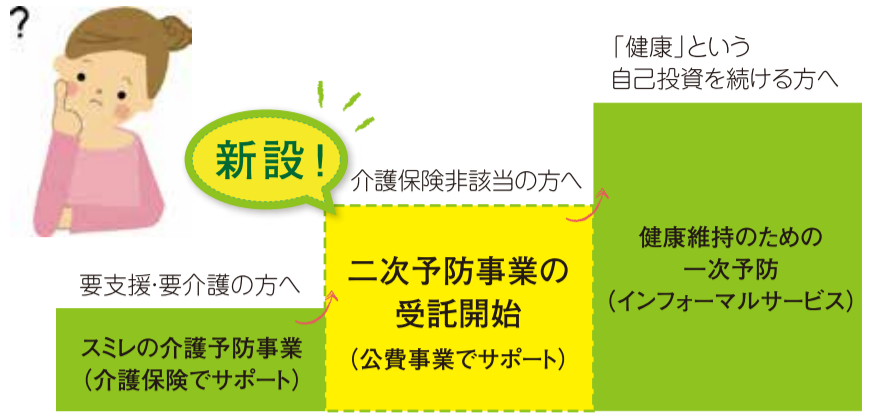 ?
新設!
要支援・要介護の方へ
スミレの介護予防事業
(介護保険でサポート)
介護保険非該当の方へ
二次予防事業の
受託開始
(公費事業でサポート)
「健康」という
自己投資を続ける方へ
健康維持のための
一次予防
(インフォーマルサービス)